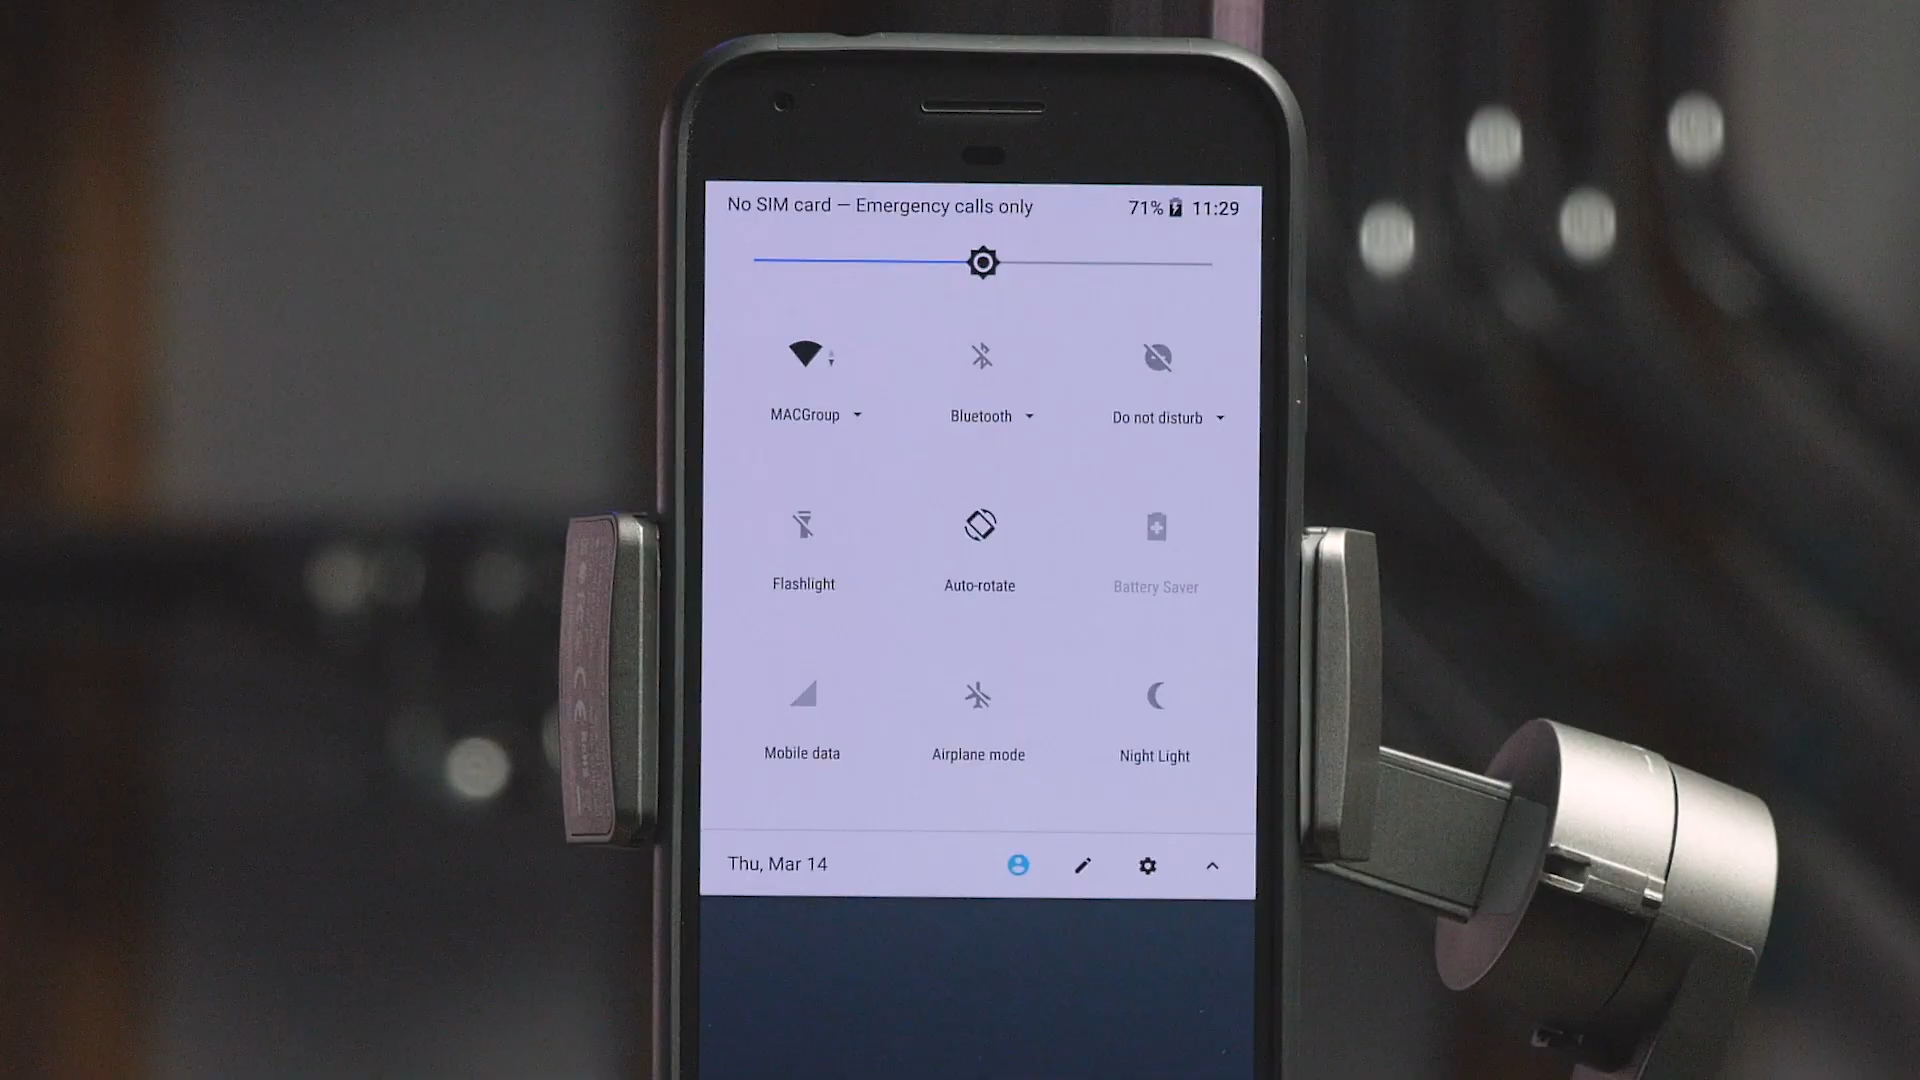 No SIM card — Emergency calls only 71% 11:29
MACGroup Bluetooth Do not disturb
Flashlight Auto-rotate Battery Saver
Mobile data Airplane mode Night Light
Thu, Mar 14